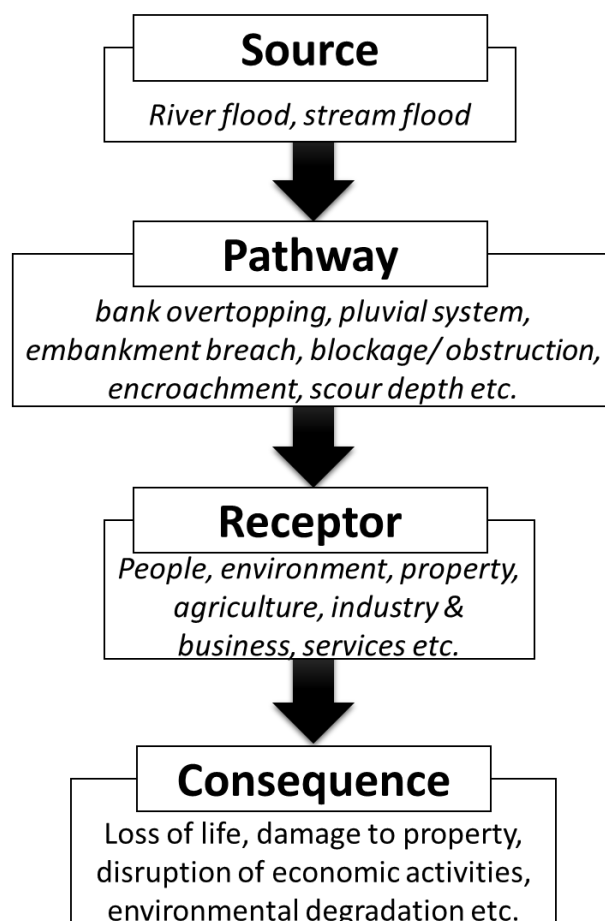 Source
River flood, stream flood
Pathway
bank overtopping, pluvial system,
embankment breach, blockage/ obstruction,
encroachment, scour depth etc.
Receptor
People, environment, property,
agriculture, industry &
business, services etc.
Consequence
Loss of life, damage to property,
disruption of economic activities,
environmental degradation etc.